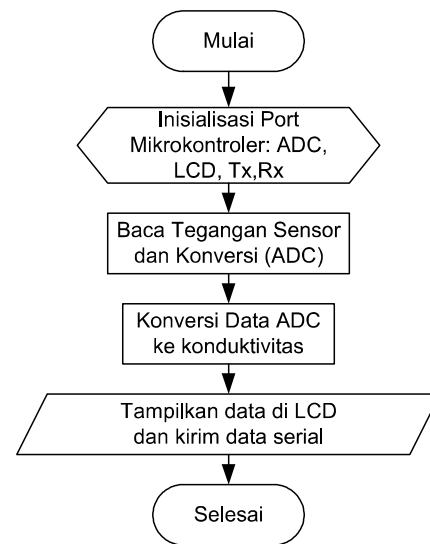 Mulai
Inisialisasi Port
Mikrokontroler: ADC,
LCD, Tx,Rx
Baca Tegangan Sensor
dan Konversi (ADC)
Konversi Data ADC
ke konduktivitas
Tampilkan data di LCD
dan kirim data serial
Selesai